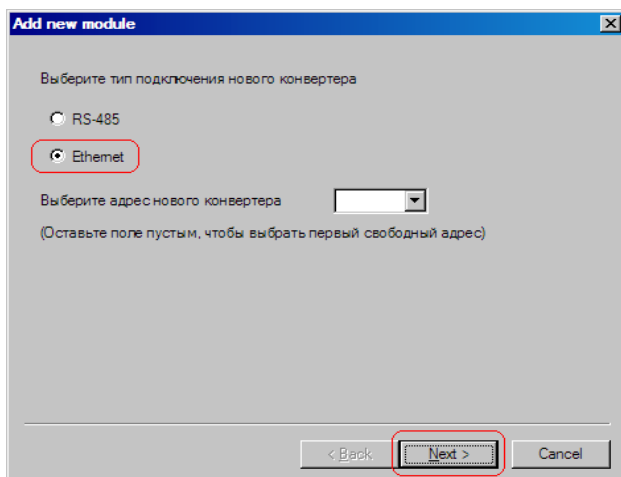 Add new module
Выберите тип подключения нового конвертера
RS-485
Ethernet
Выберите адрес нового конвертера
(Оставьте поле пустым, чтобы выбрать первый свободный адрес)
< Back
Next >
Cancel